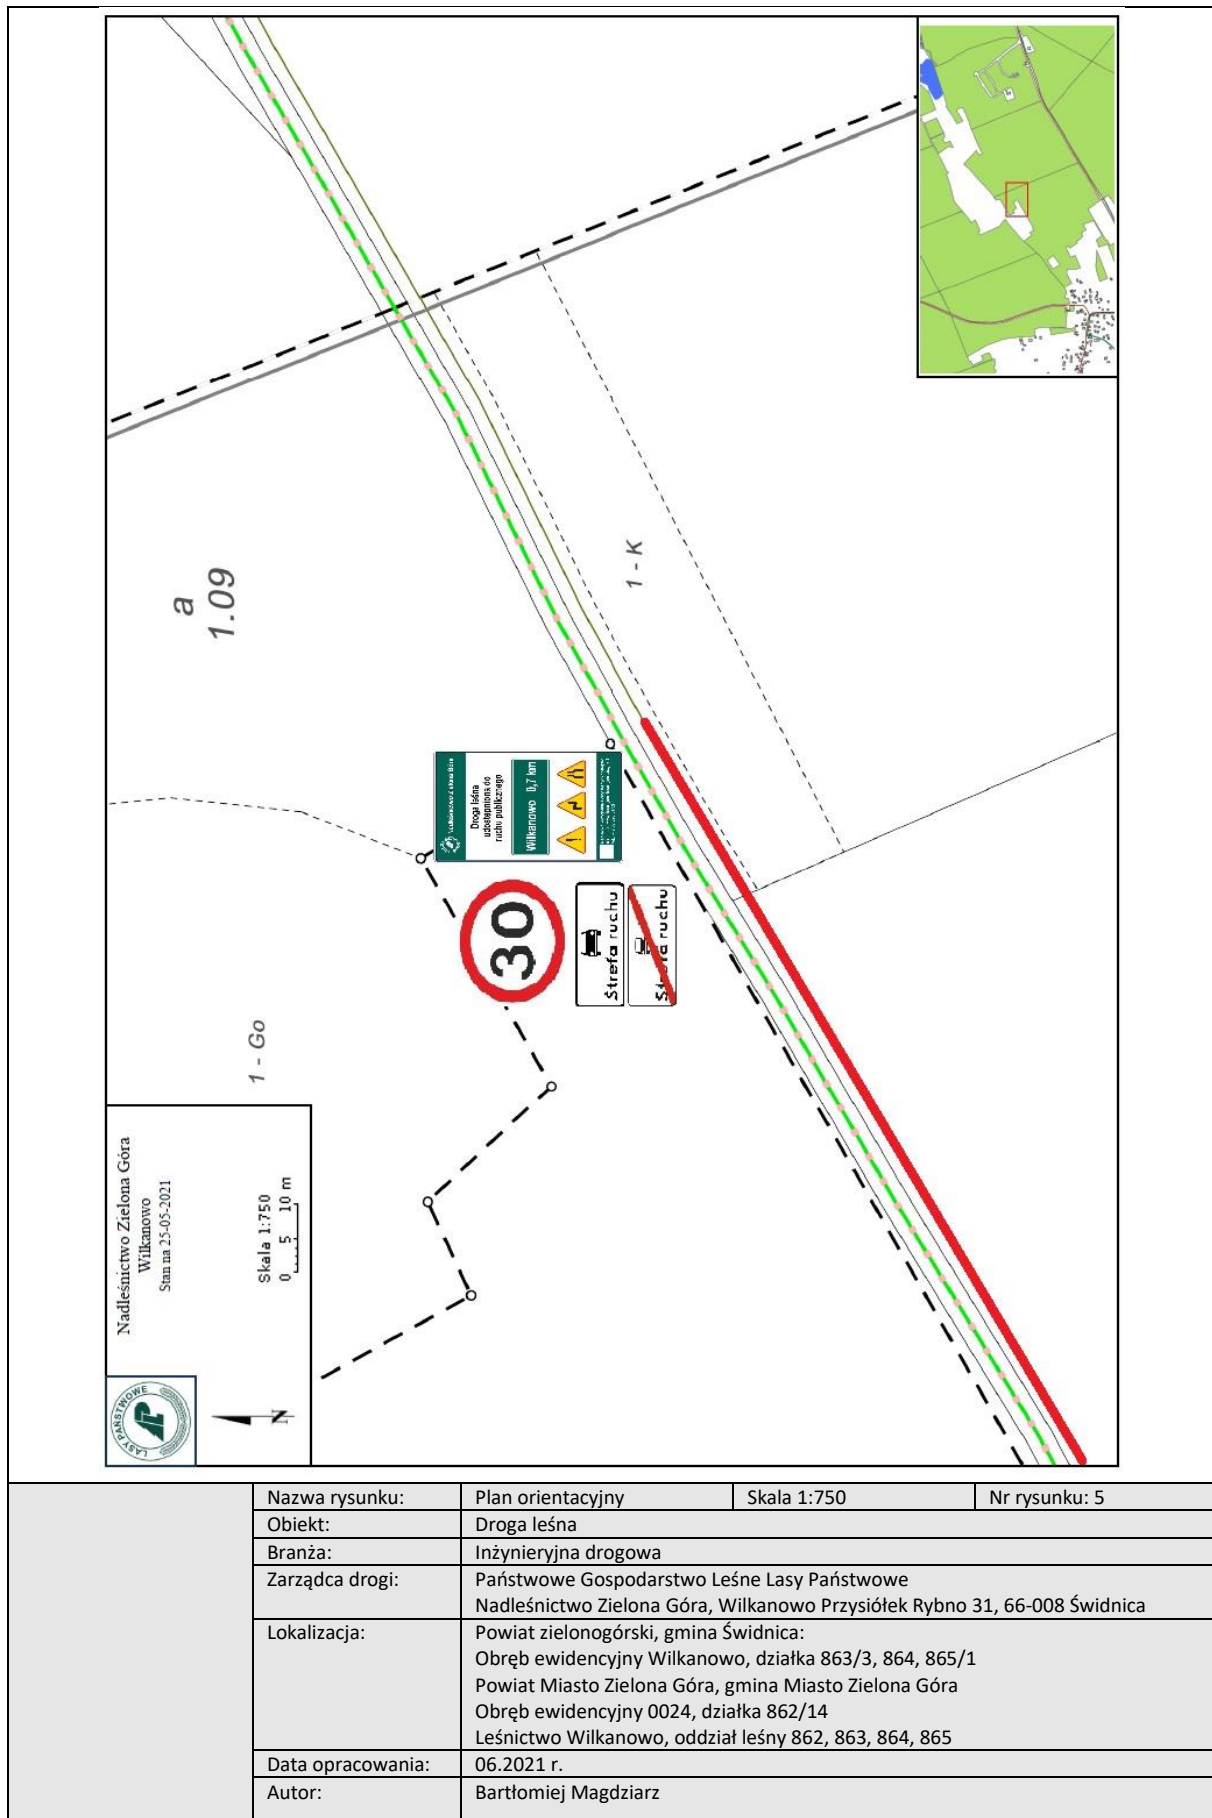 a
1.09
1 - K
1 - Go
Nadleśnictwo Zielona Góra
Droga leśna
udostępniona do
ruchu publicznego
Wilkanowo 0,7 km
30
Strefa ruchu
Strefa ruchu
Nadleśnictwo Zielona Góra
Wilkanowo
Stan na 25-05-2021
Skala 1:750
0 5 10 m
LASY PAŃSTWOWE
N
Nazwa rysunku: Plan orientacyjny Skala 1:750 Nr rysunku: 5
Obiekt: Droga leśna
Branża: Inżynieryjna drogowa
Zarządca drogi: Państwowe Gospodarstwo Leśne Lasy Państwowe
Nadleśnictwo Zielona Góra, Wilkanowo Przysiółek Rybno 31, 66-008 Świdnica
Lokalizacja: Powiat zielonogórski, gmina Świdnica:
Obręb ewidencyjny Wilkanowo, działka 863/3, 864, 865/1
Powiat Miasto Zielona Góra, gmina Miasto Zielona Góra
Obręb ewidencyjny 0024, działka 862/14
Leśnictwo Wilkanowo, oddział leśny 862, 863, 864, 865
Data opracowania: 06.2021 r.
Autor: Bartłomiej Magdziarz